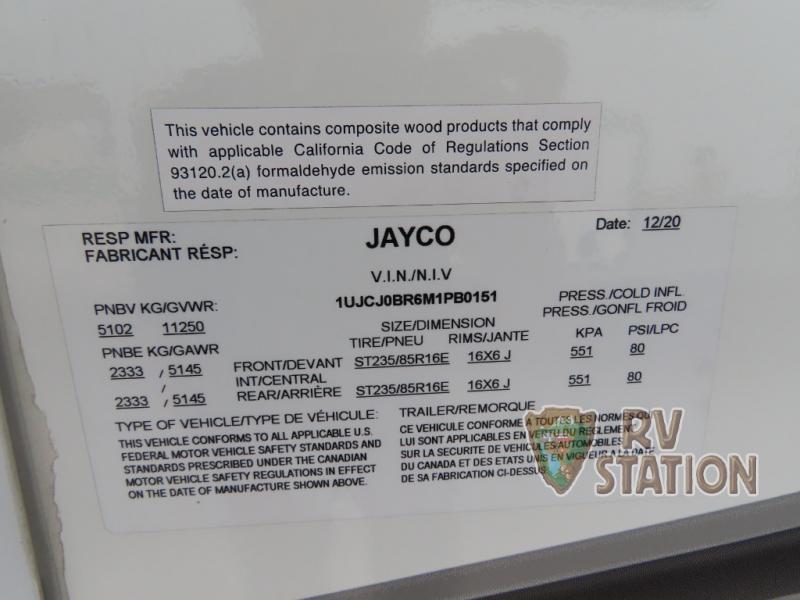 This vehicle contains composite wood products that comply
with applicable California Code of Regulations Section
93120.2(a) formaldehyde emission standards specified on
the date of manufacture.
RESP MFR:
FABRICANT RÉSP:
JAYCO
Date: 12/20
V.I.N./N.I.V
1UJCJ0BR6M1PB0151
PNBV KG/GVWR:
5102 11250
SIZE/DIMENSION
TIRE/PNEU RIMS/JANTE
PRESS./COLD INFL.
PRESS./GONFL FROID
KPA PSI/LPC
PNBE KG/GAWR
2333 / 5145 FRONT/DEVANT ST235/85R16E 16X6 J 551 80
INT/CENTRAL
2333 / 5145 REAR/ARRIÈRE ST235/85R16E 16X6 J 551 80
TYPE OF VEHICLE/TYPE DE VÉHICULE: TRAILER/REMORQUE
THIS VEHICLE CONFORMS TO ALL APPLICABLE U.S.
FEDERAL MOTOR VEHICLE SAFETY STANDARDS AND
STANDARDS PRESCRIBED UNDER THE CANADIAN
MOTOR VEHICLE SAFETY REGULATIONS IN EFFECT
ON THE DATE OF MANUFACTURE SHOWN ABOVE.
CE VEHICULE CONFORME A TOUTES LES NORMES QU
LUI SONT APPLICABLES EN VERTU DU REGLEMENT
SUR LA SECURITE DE VEHICULES AUTOMOBILES
DU CANADA ET DES ETATS UNIS EN VIGUEUR A LA DATE
DE SA FABRICATION CI-DESSUS
RV
STATION